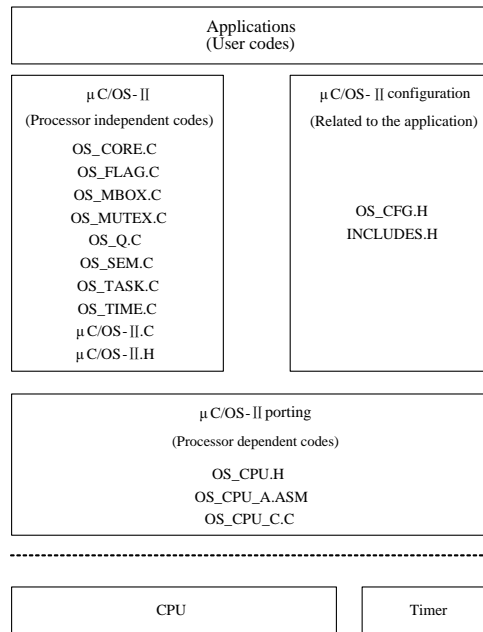 Applications
(User codes)
μC/OS-Ⅱ
(Processor independent codes)
OS_CORE.C
OS_FLAG.C
OS_MBOX.C
OS_MUTEX.C
OS_Q.C
OS_SEM.C
OS_TASK.C
OS_TIME.C
μC/OS-Ⅱ.C
μC/OS-Ⅱ.H
μC/OS-Ⅱ configuration
(Related to the application)
OS_CFG.H
INCLUDES.H
μC/OS-Ⅱ porting
(Processor dependent codes)
OS_CPU.H
OS_CPU_A.ASM
OS_CPU_C.C
CPU
Timer